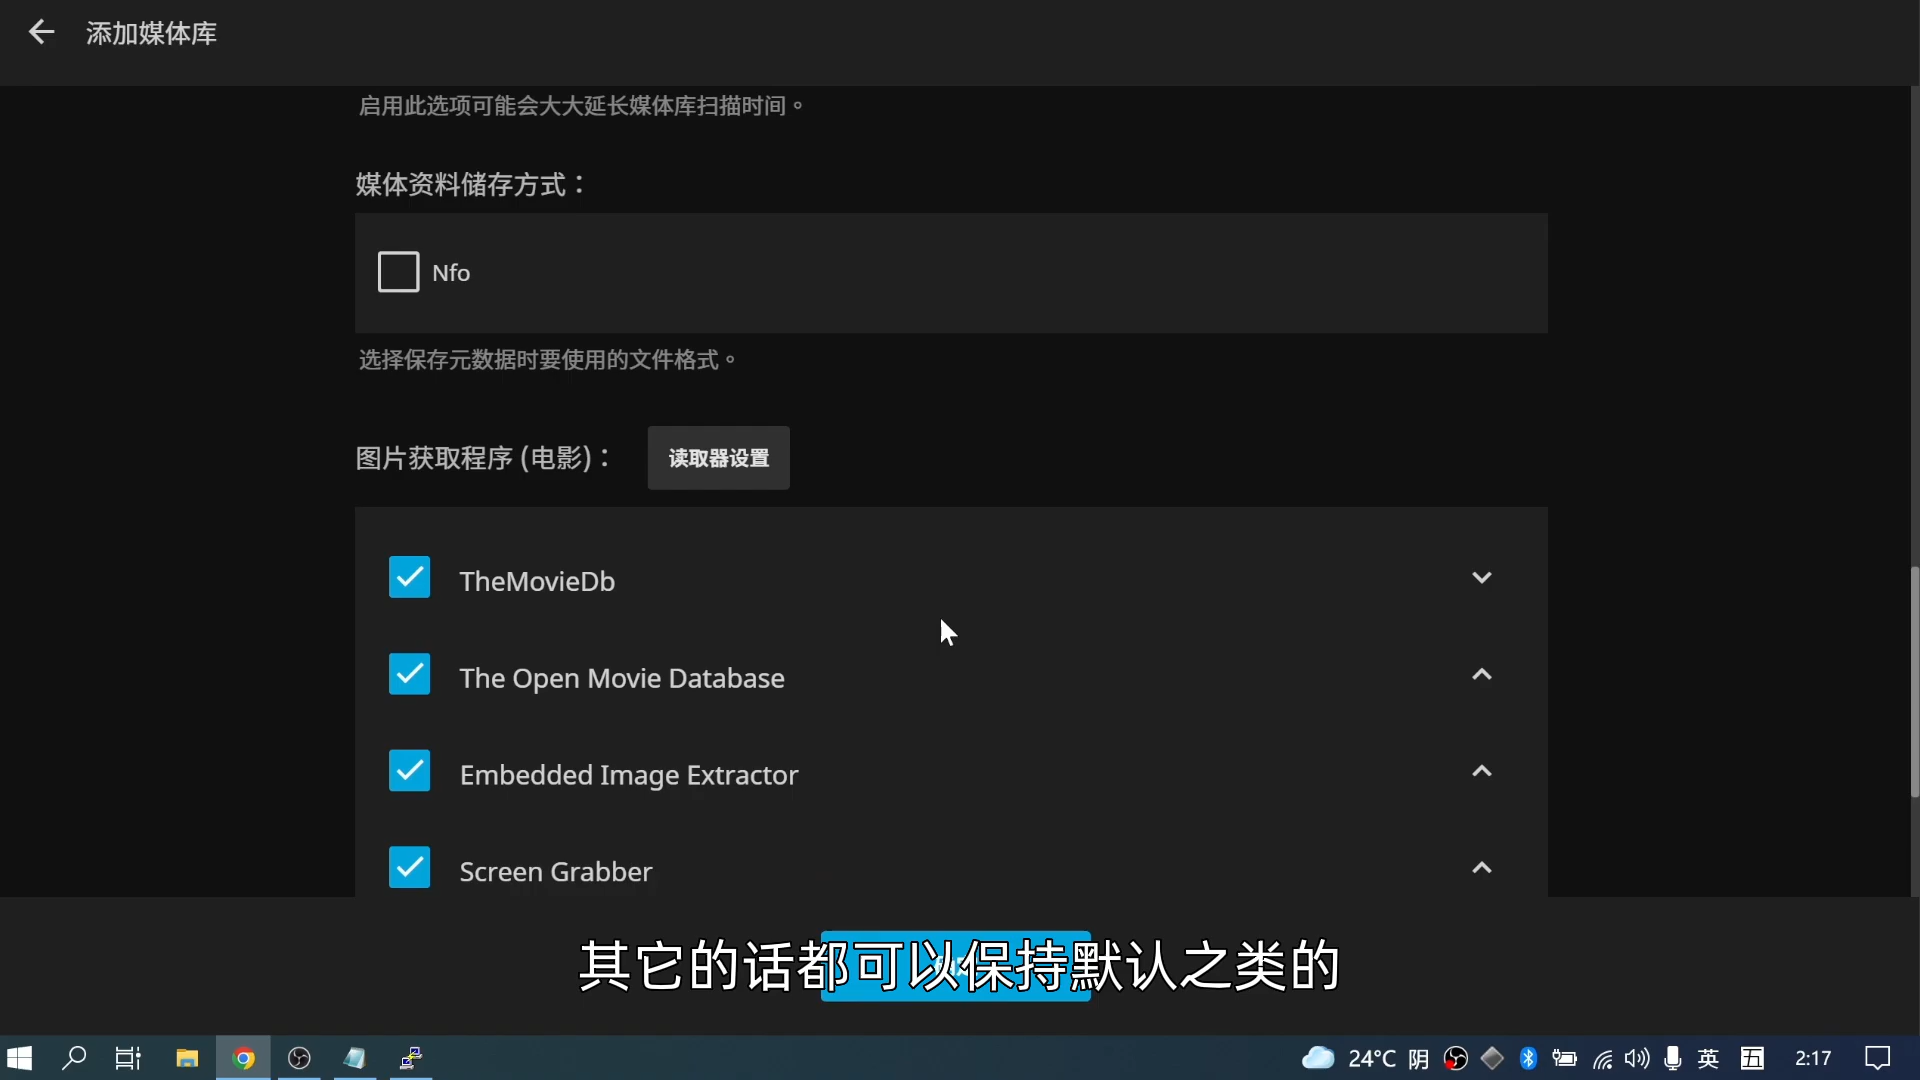 添加媒体库
启用此选项可能会大大延长媒体库扫描时间。
媒体资料储存方式：
Nfo
选择保存元数据时要使用的文件格式。
图片获取程序 (电影)：
读取器设置
TheMovieDb
The Open Movie Database
Embedded Image Extractor
Screen Grabber
其它的话都可以保持默认之类的
24°C 阴
英
五
2:17